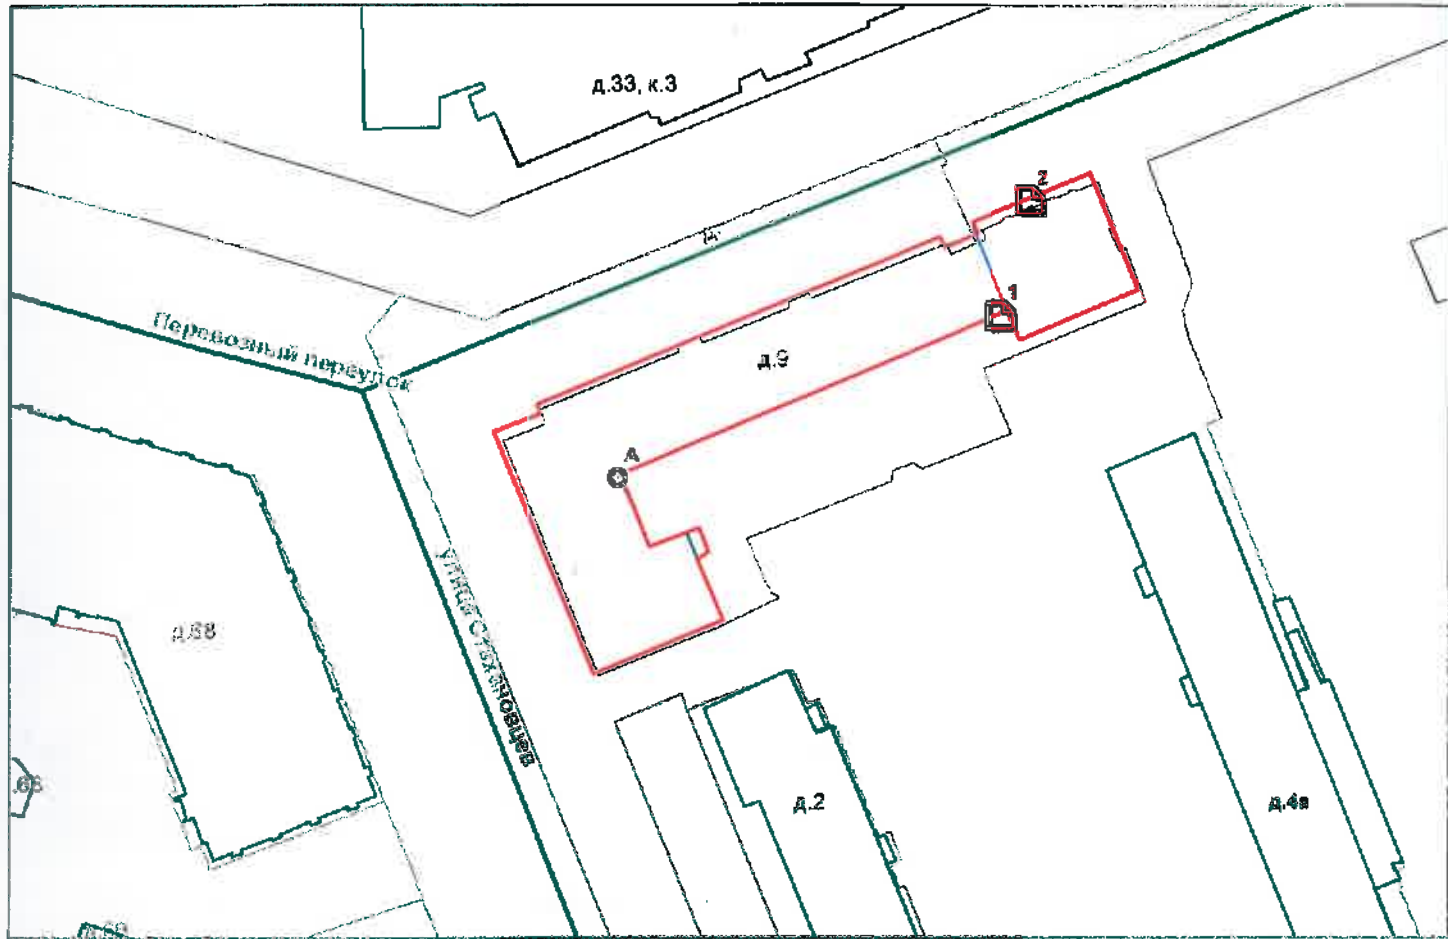 д.33, к.3
2
1
Перевозный переулок
д.9
А
улица Стахановцев
д.68
д.2
д.4а